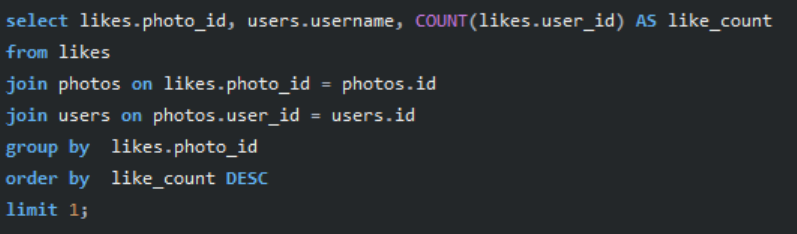 select likes.photo_id, users.username, COUNT(likes.user_id) AS like_count
from likes
join photos on likes.photo_id = photos.id
join users on photos.user_id = users.id
group by  likes.photo_id
order by  like_count DESC
limit 1;